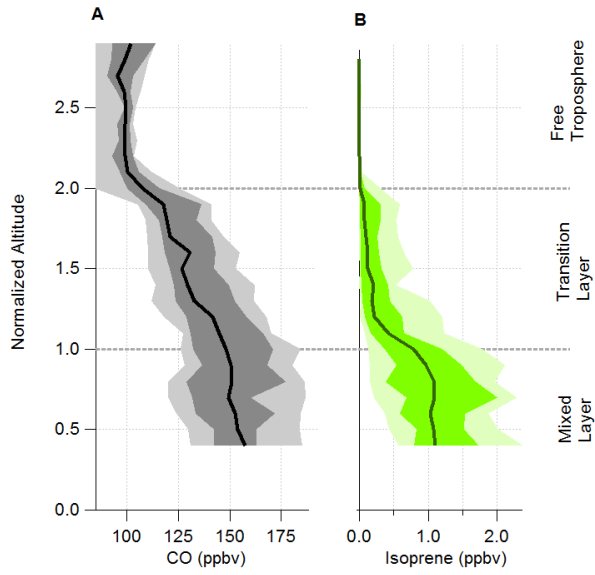 A
B
2.5
2.0
1.5
1.0
0.5
0.0
Normalized Altitude
100
125
150
175
CO (ppbv)
0.0
1.0
2.0
Isoprene (ppbv)
Free
Troposphere
Transition
Layer
Mixed
Layer